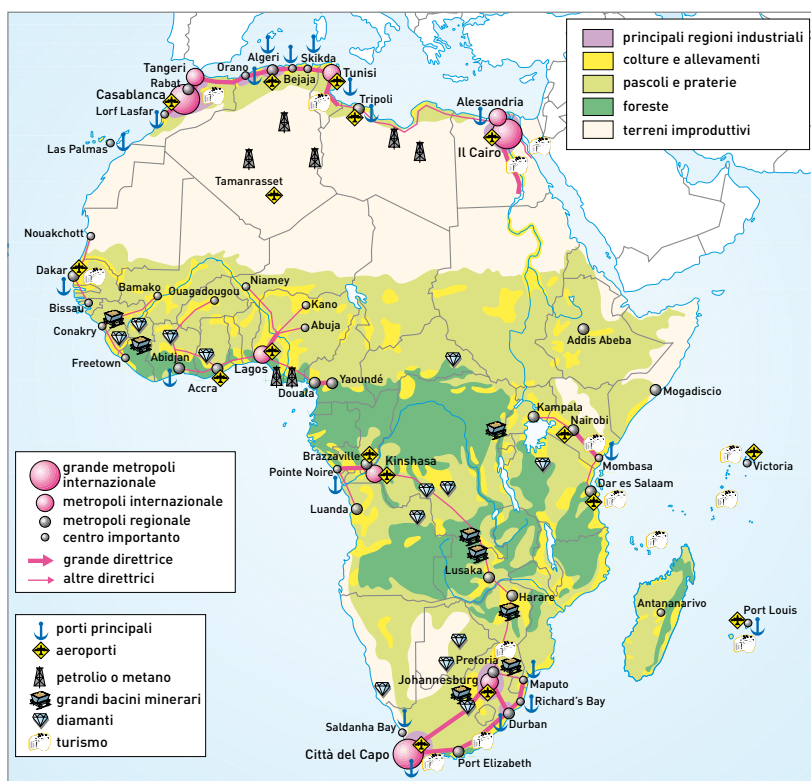 principali regioni industriali
colture e allevamenti
pascoli e praterie
foreste
terreni improduttivi
Tangeri
Rabat
Casablanca
Lorf Lasfar
Las Palmas
Orano
Algeri
Bejaja
Skikda
Tunisi
Tripoli
Alessandria
Il Cairo
Tamanrasset
Nouakchott
Dakar
Bissau
Conakry
Freetown
Bamako
Ouagadougou
Niamey
Kano
Abuja
Abidjan
Accra
Lagos
Douala
Yaoundé
Addis Abeba
Mogadiscio
Kampala
Nairobi
Mombasa
Dar es Salaam
Victoria
Brazzaville
Pointe Noire
Kinshasa
Luanda
Lusaka
Harare
Antananarivo
Port Louis
Pretoria
Johannesburg
Maputo
Richard's Bay
Durban
Saldanha Bay
Città del Capo
Port Elizabeth
grande metropoli
internazionale
metropoli internazionale
metropoli regionale
centro importanto
grande direttrice
altre direttrici
porti principali
aeroporti
petrolio o metano
grandi bacini minerari
diamanti
turismo